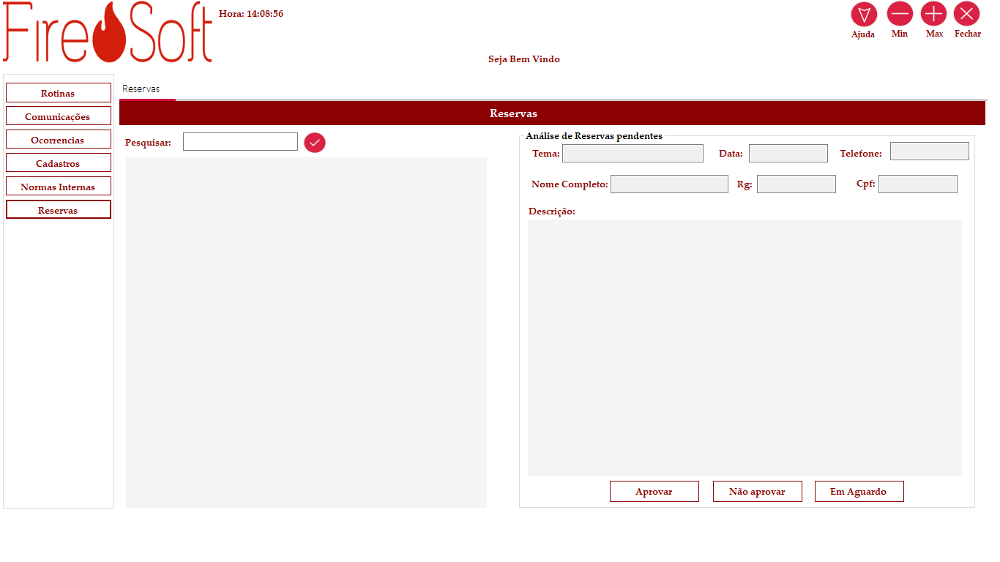 FireSoft
Hora: 14:08:56
Ajuda
Min
Max
Fechar
Seja Bem Vindo
Rotinas
Comunicações
Ocorrencias
Cadastros
Normas Internas
Reservas
Reservas
Reservas
Pesquisar:
Análise de Reservas pendentes
Tema:
Data:
Telefone:
Nome Completo:
Rg:
Cpf:
Descrição:
Aprovar
Não aprovar
Em Aguardo